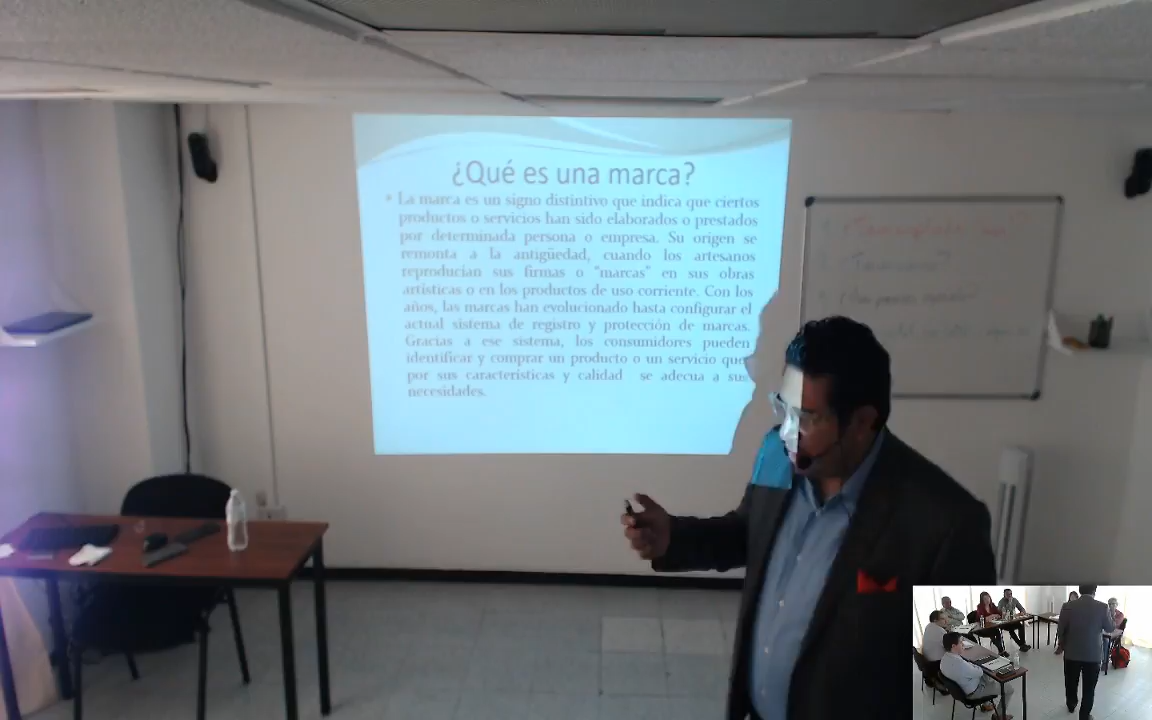 ¿Qué es una marca?
La marca es un signo distintivo que indica que ciertos
productos o servicios han sido elaborados o prestados
por determinada persona o empresa. Su origen se
remonta a la antigüedad, cuando los artesanos
reproducían sus firmas o "marcas" en sus obras
artísticas o en los productos de uso corriente. Con los
años, las marcas han evolucionado hasta configurar el
actual sistema de registro y protección de marcas.
Gracias a ese sistema, los consumidores pueden
identificar y comprar un producto o un servicio que
por sus características y calidad se adecua a sus
necesidades.